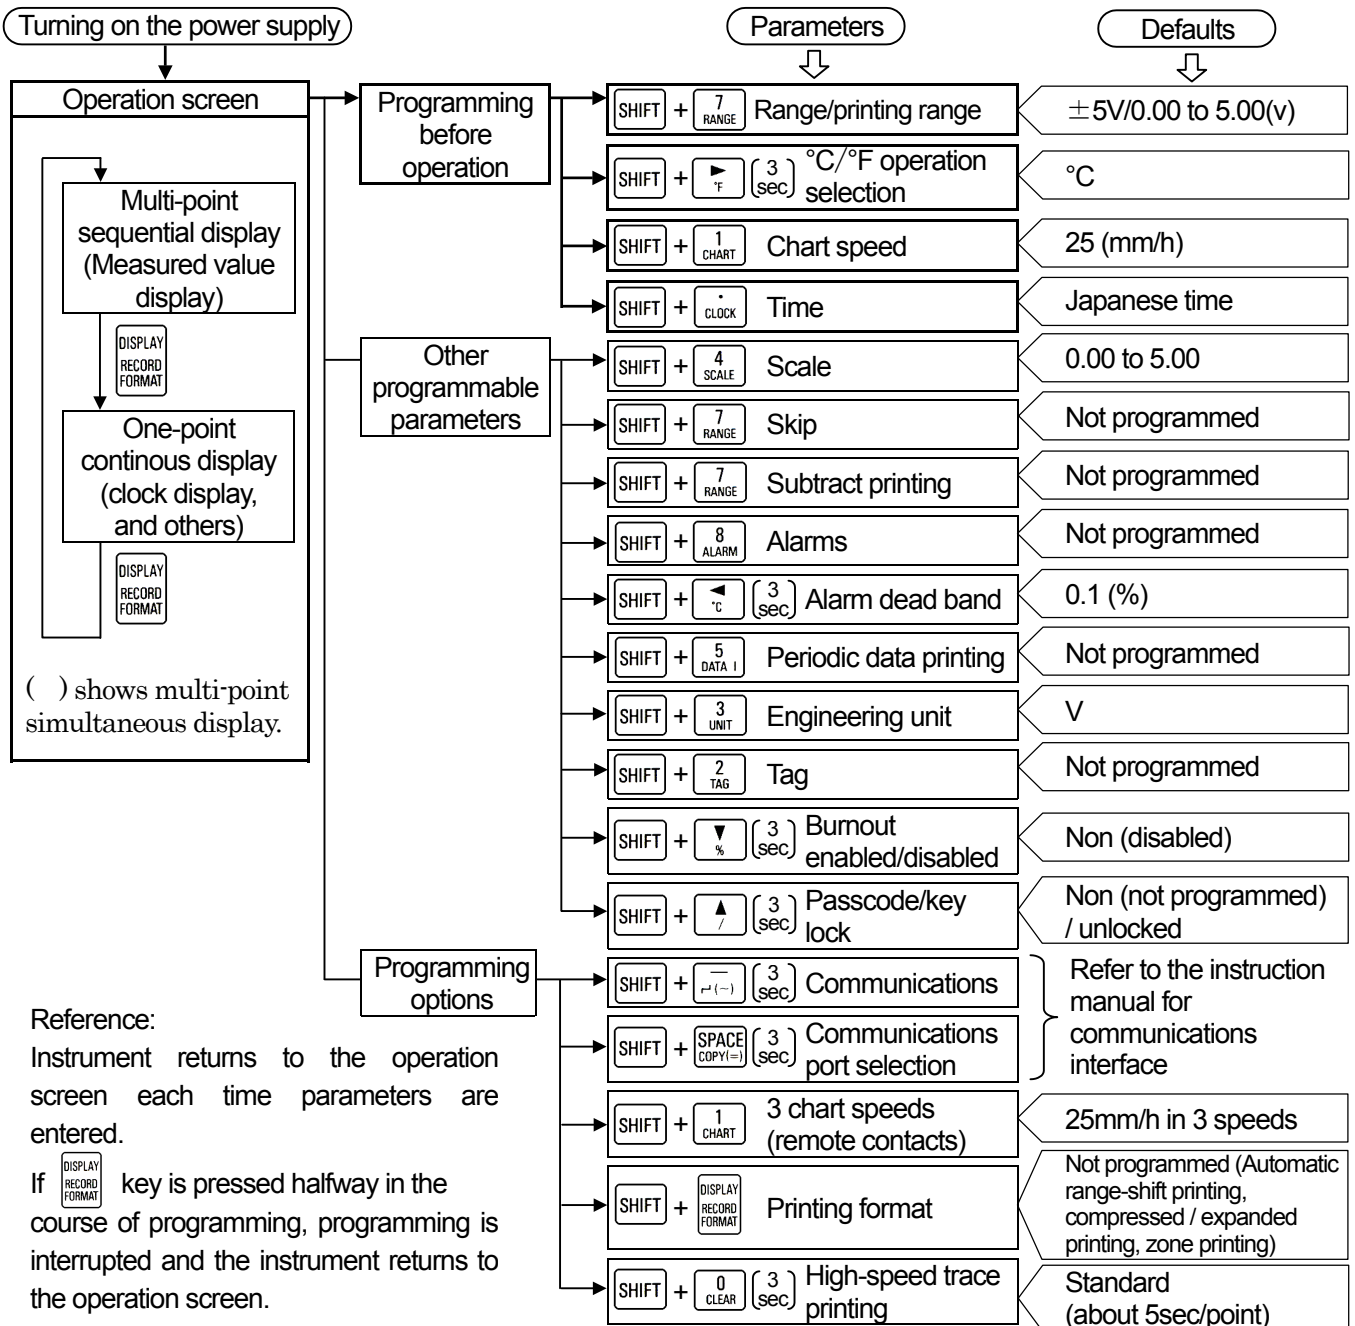 Turning on the power supply
Parameters
Defaults
Operation screen
Multi-point
sequential display
(Measured value
display)
DISPLAY
RECORD
FORMAT
One-point
continous display
(clock display,
and others)
DISPLAY
RECORD
FORMAT
(　) shows multi-point
simultaneous display.
Programming
before
operation
SHIFT + 7 RANGE Range/printing range
±5V/0.00 to 5.00(v)
SHIFT + ► °F (3 sec) °C/°F operation
selection
°C
SHIFT + 1 CHART Chart speed
25 (mm/h)
SHIFT + . CLOCK Time
Japanese time
Other
programmable
parameters
SHIFT + 4 SCALE Scale
0.00 to 5.00
SHIFT + 7 RANGE Skip
Not programmed
SHIFT + 7 RANGE Subtract printing
Not programmed
SHIFT + 8 ALARM Alarms
Not programmed
SHIFT + ◄ °C (3 sec) Alarm dead band
0.1 (%)
SHIFT + 5 DATA I Periodic data printing
Not programmed
SHIFT + 3 UNIT Engineering unit
V
SHIFT + 2 TAG Tag
Not programmed
SHIFT + ▼ % (3 sec) Burnout
enabled/disabled
Non (disabled)
SHIFT + ▲ / (3 sec) Passcode/key
lock
Non (not programmed)
/ unlocked
Programming
options
SHIFT + — ↵ (~) (3 sec) Communications
SHIFT + SPACE COPY(=) (3 sec) Communications
port selection
Refer to the instruction
manual for
communications
interface
SHIFT + 1 CHART 3 chart speeds
(remote contacts)
25mm/h in 3 speeds
SHIFT + DISPLAY RECORD FORMAT Printing format
Not programmed (Automatic
range-shift printing,
compressed / expanded
printing, zone printing)
SHIFT + 0 CLEAR (3 sec) High-speed trace
printing
Standard
(about 5sec/point)
Reference:
Instrument returns to the operation
screen each time parameters are
entered.
If DISPLAY RECORD FORMAT key is pressed halfway in the
course of programming, programming is
interrupted and the instrument returns to
the operation screen.